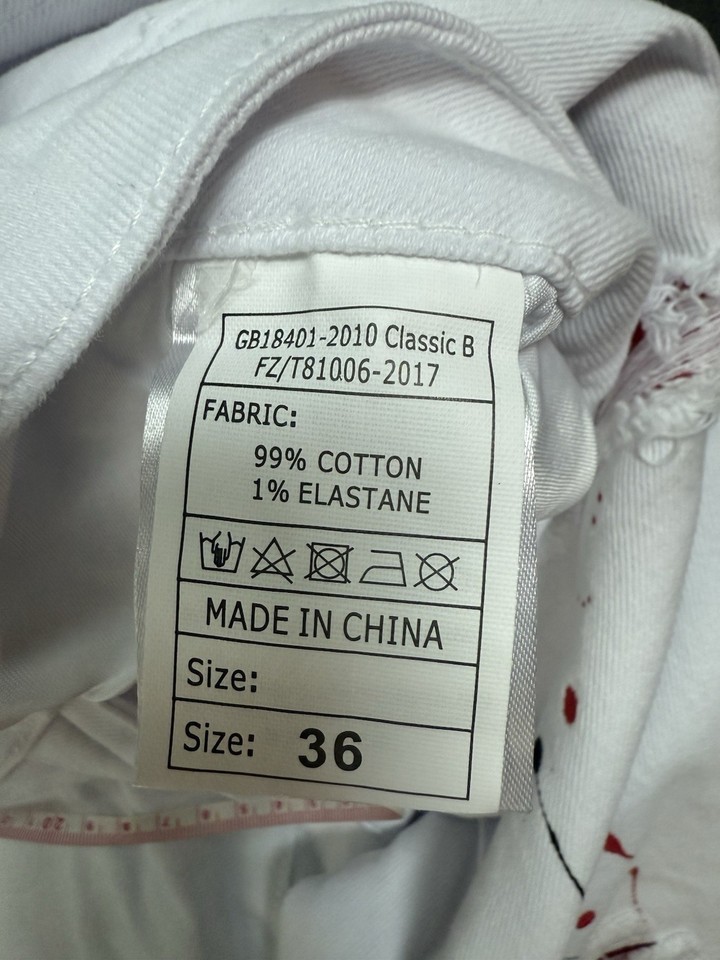 GB18401-2010 Classic B
FZ/T81006-2017
FABRIC:
99% COTTON
1% ELASTANE
MADE IN CHINA
Size:
Size: 36